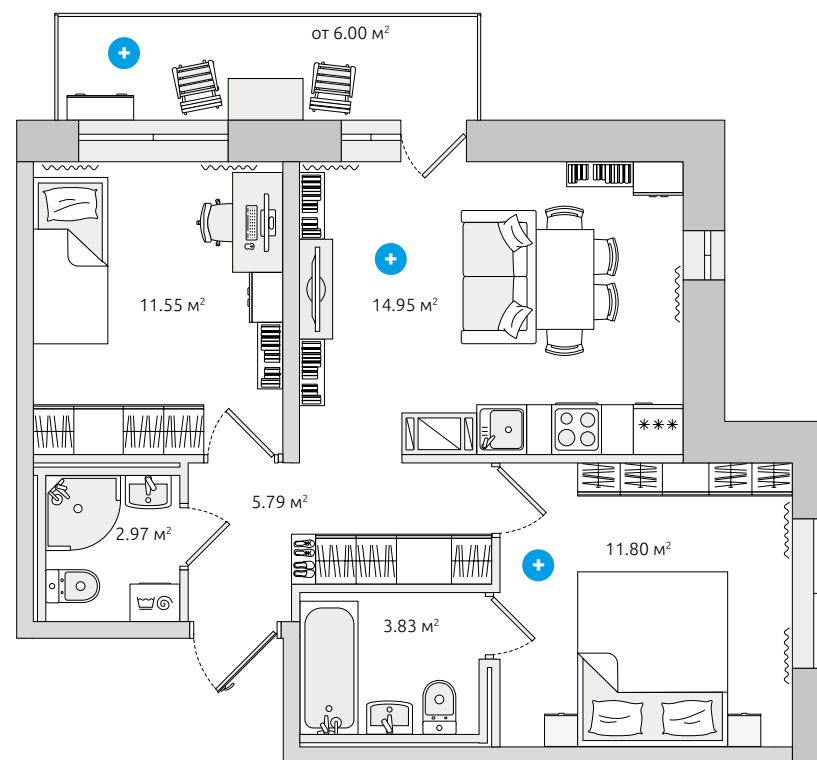 от 6.00 м²
11.55 м²
14.95 м²
5.79 м²
2.97 м²
11.80 м²
3.83 м²